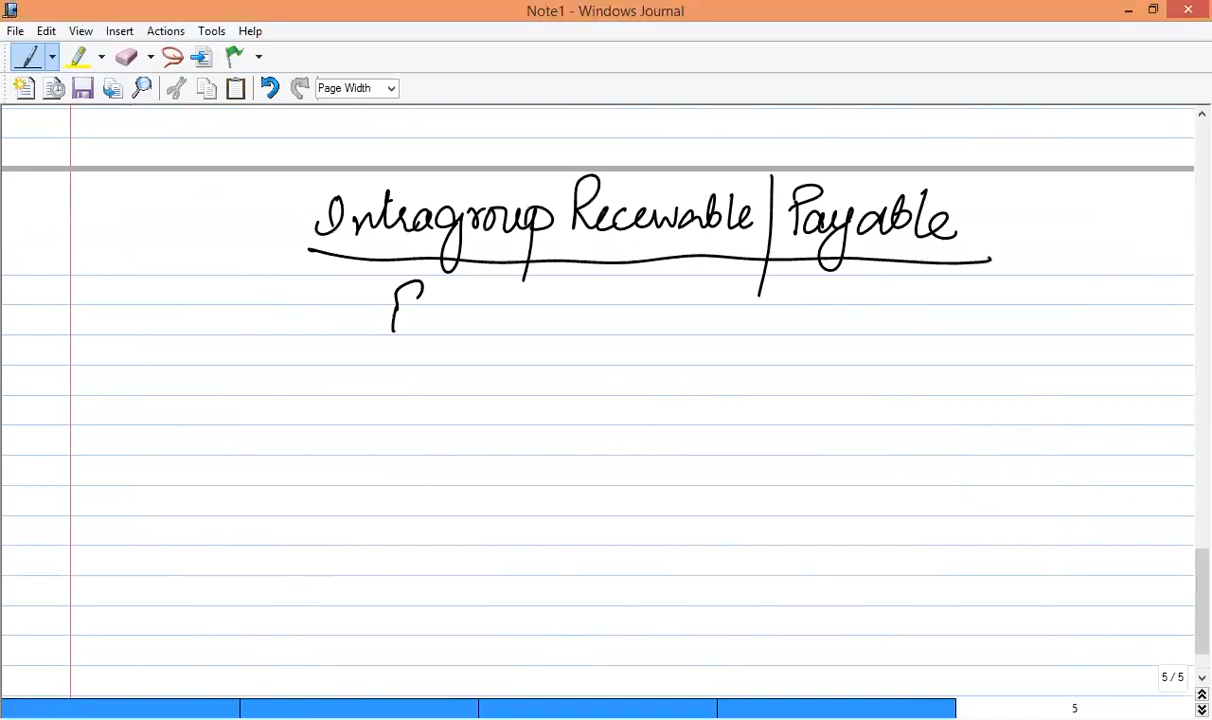 Note1 - Windows Journal
File Edit View Insert Actions Tools Help
Page Width
Intragroup Receivable | Payable
5 / 5
5